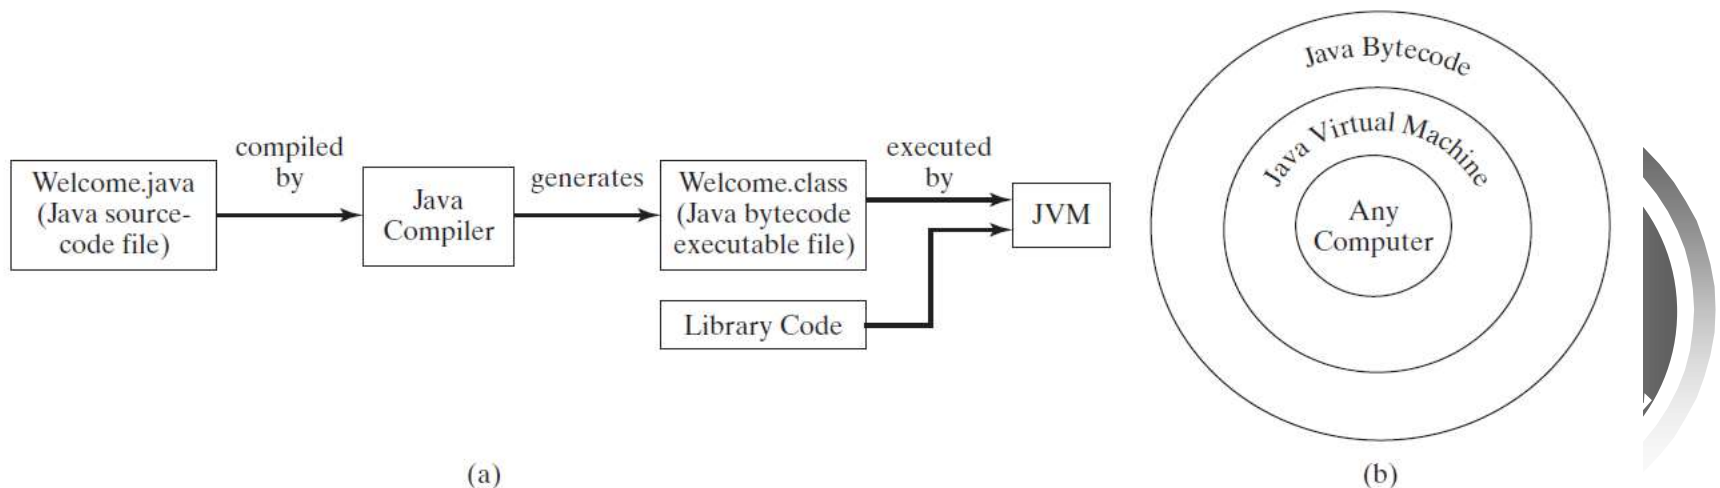 Welcome.java
(Java source-
code file)
compiled
by
Java
Compiler
generates
Welcome.class
(Java bytecode
executable file)
executed
by
JVM
Library Code
(a)
Java Bytecode
Java Virtual Machine
Any
Computer
(b)